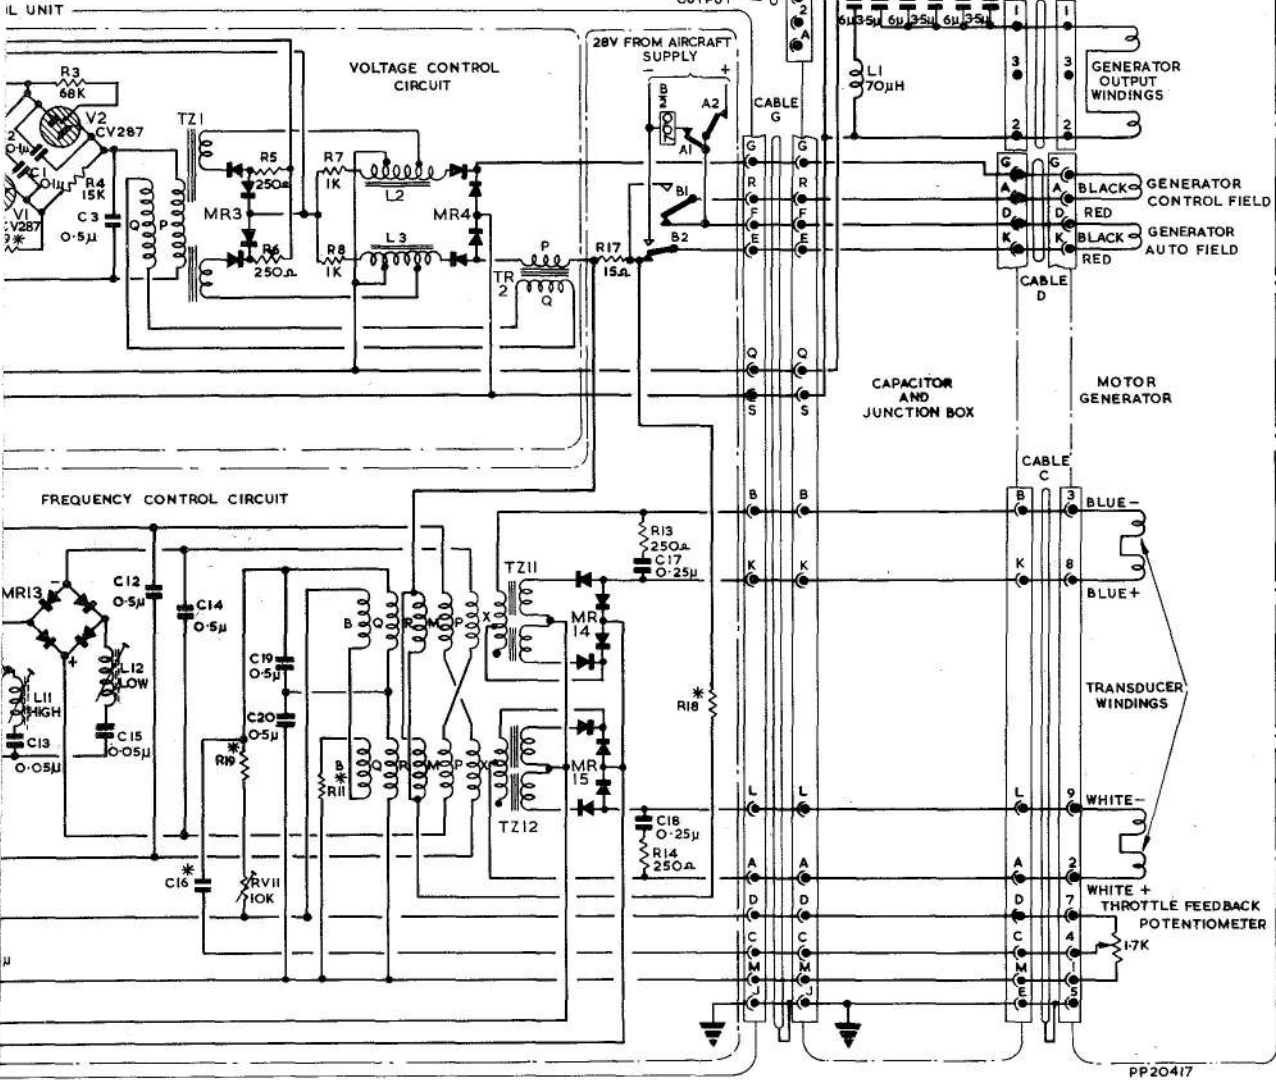 IL UNIT
2
A
6µ
3·5µ
6µ
3·5µ
6µ
3·5µ
1
1
3
3
2
2
28V FROM AIRCRAFT
SUPPLY
- +
VOLTAGE CONTROL
CIRCUIT
L1
70µH
GENERATOR
OUTPUT
WINDINGS
CABLE
G
R3
68K
V2
CV287
TZ1
B
2
A2
A1
0·1µ
C1
0·1µ
R4
15K
V1
CV287
*
C3
0·5µ
Q
P
R5
250Ω
MR3
R6
250Ω
R7
1K
L2
MR4
L3
R8
1K
TR
2
P
Q
R17
15Ω
B1
B2
G G
R R
F F
E E
Q Q
S S
G G
A A
D D
K K
BLACK
RED
BLACK
RED
GENERATOR
CONTROL FIELD
GENERATOR
AUTO FIELD
CABLE
D
CAPACITOR
AND
JUNCTION BOX
MOTOR
GENERATOR
CABLE
C
FREQUENCY CONTROL CIRCUIT
B B B 3
BLUE-
K K K 8
BLUE+
R13
250Ω
C17
0·25µ
TZ11
MR
14
MR13
-
+
C12
0·5µ
C14
0·5µ
C19
0·5µ
C20
0·5µ
B Q R M P X
L12
LOW
L11
HIGH
C13
0·05µ
C15
0·05µ
*
R19
B Q R M P X
*
R11
*
R18
MR
15
TZ12
TRANSDUCER
WINDINGS
L L L 9
WHITE-
C18
0·25µ
R14
250Ω
A A A 2
WHITE +
*
C16
RV11
10K
D D D 7
THROTTLE FEEDBACK
POTENTIOMETER
C C C 4
1·7K
M M M 1
J J E 5
µ
PP20417